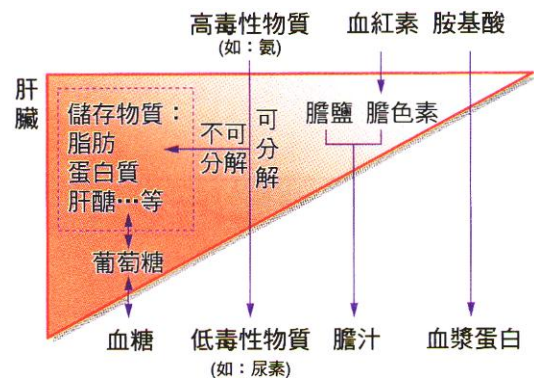 高毒性物質 血紅素 胺基酸
(如：氨)
肝臟
儲存物質：
脂肪
蛋白質
肝醣…等
不可分解
可分解
膽鹽 膽色素
葡萄糖
血糖 低毒性物質 膽汁 血漿蛋白
(如：尿素)